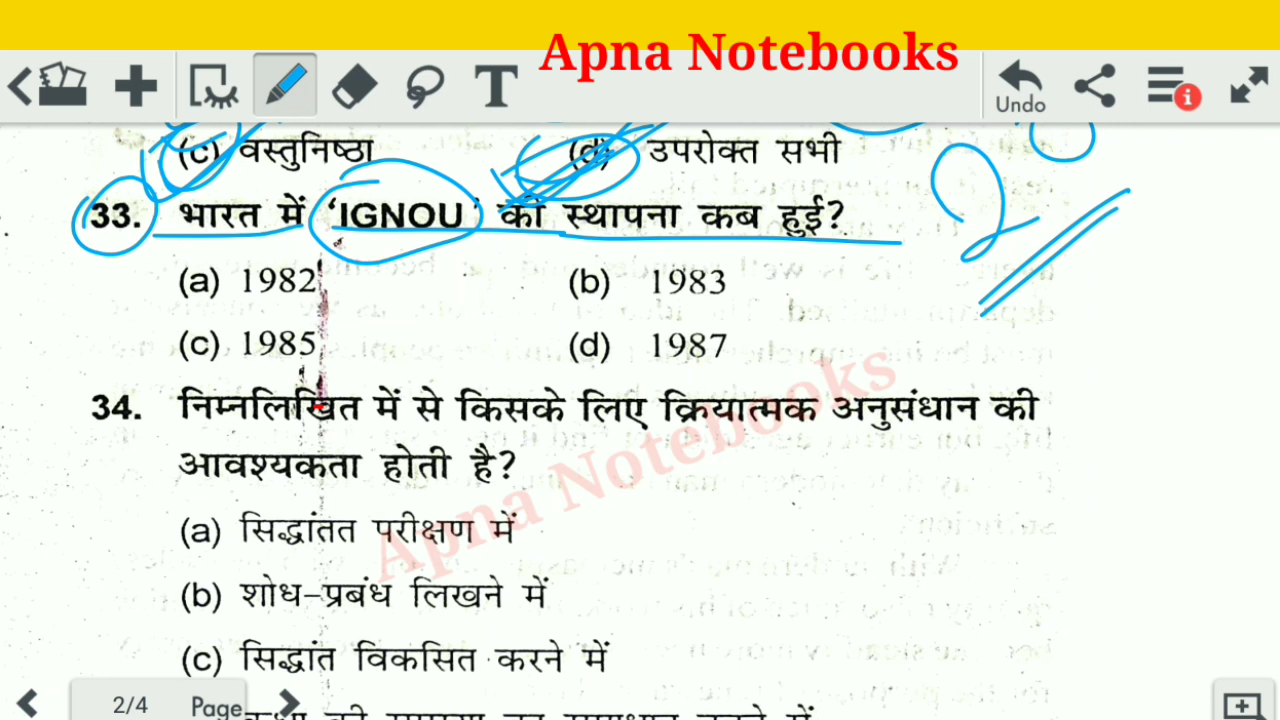 Apna Notebooks
Undo
(c) वस्तुनिष्ठा (d) उपरोक्त सभी
33. भारत में ‘IGNOU’ की स्थापना कब हुई?
(a) 1982 (b) 1983
(c) 1985 (d) 1987
34. निम्नलिखित में से किसके लिए क्रियात्मक अनुसंधान की
आवश्यकता होती है?
(a) सिद्धांतत परीक्षण में
(b) शोध-प्रबंध लिखने में
(c) सिद्धांत विकसित करने में
Apna Notebooks
2/4 Page